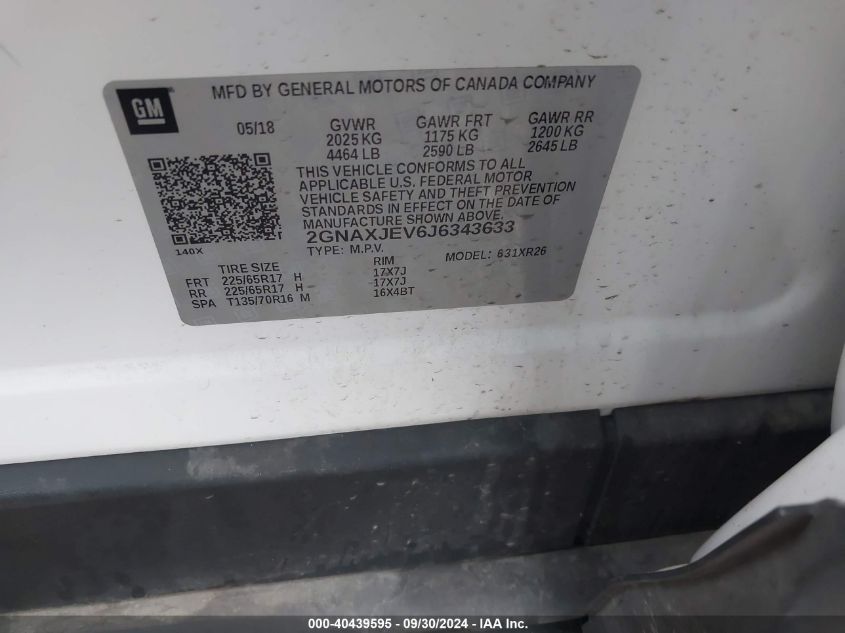 GM
MFD BY GENERAL MOTORS OF CANADA COMPANY
05/18 GVWR GAWR FRT GAWR RR
2025 KG 1175 KG 1200 KG
4464 LB 2590 LB 2645 LB
THIS VEHICLE CONFORMS TO ALL
APPLICABLE U.S. FEDERAL MOTOR
VEHICLE SAFETY AND THEFT PREVENTION
STANDARDS IN EFFECT ON THE DATE OF
MANUFACTURE SHOWN ABOVE.
2GNAXJEV6J6343633
140X TYPE: M.P.V. MODEL: 631XR26
TIRE SIZE RIM
FRT 225/65R17 H 17X7J
RR 225/65R17 H 17X7J
SPA T135/70R16 M 16X4BT
000-40439595 - 09/30/2024 - IAA Inc.